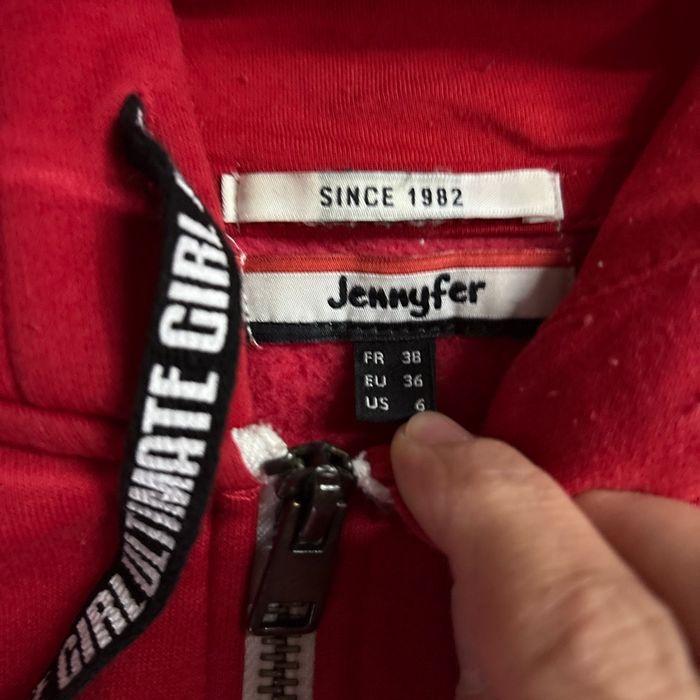 SINCE 1982
Jennyfer
FR 38
EU 36
US 6
GIRL ULTIMATE GIRL